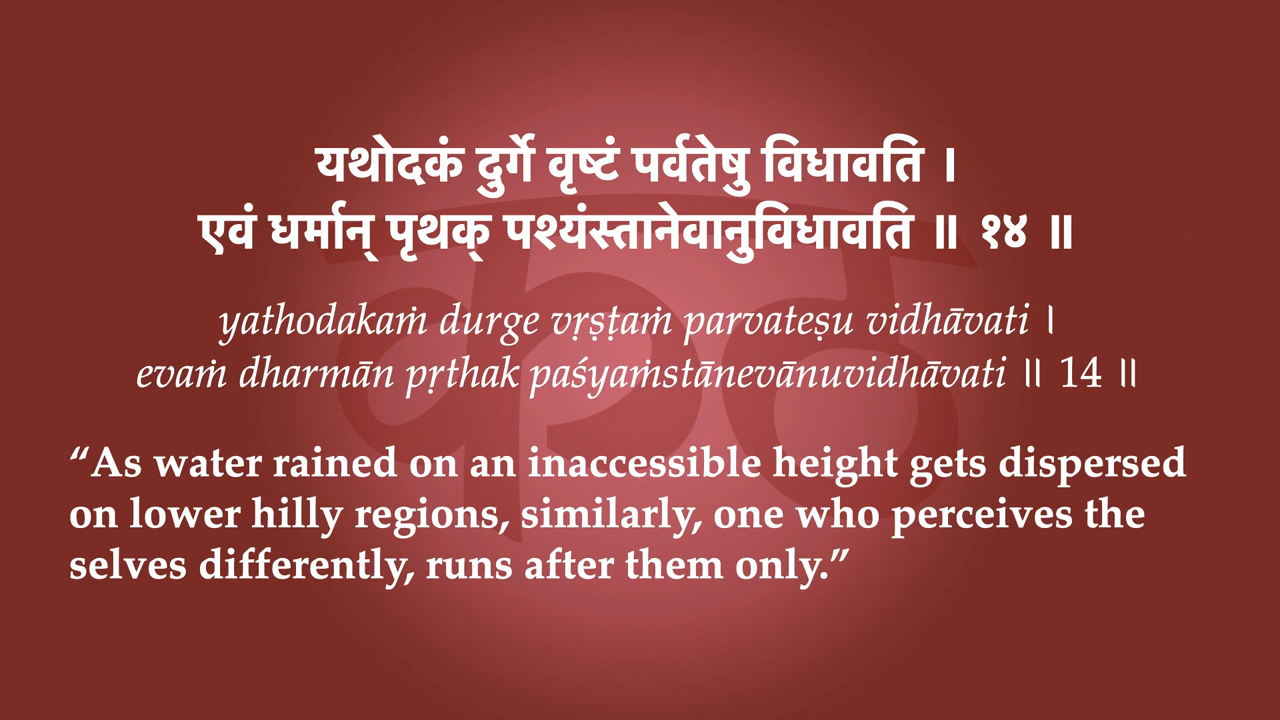 यथोदकं दुर्गे वृष्टं पर्वतेषु विधावति ।
एवं धर्मान् पृथक् पश्यंस्तानेवानुविधावति ॥ १४ ॥
yathodakaṁ durge vṛṣṭaṁ parvateṣu vidhāvati ।
evaṁ dharmān pṛthak paśyaṁstānevānuvidhāvati ॥ 14 ॥
“As water rained on an inaccessible height gets dispersed
on lower hilly regions, similarly, one who perceives the
selves differently, runs after them only.”
कठ